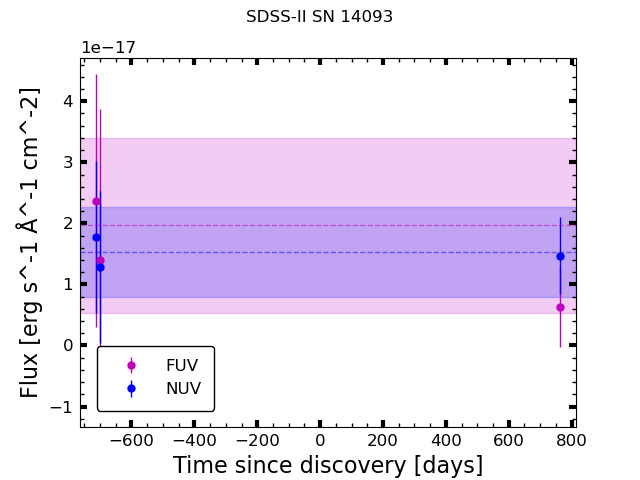 SDSS-II SN 14093
1e−17
Flux [erg s^-1 Å^-1 cm^-2]
4
3
2
1
0
−1
FUV
NUV
−600
−400
−200
0
200
400
600
800
Time since discovery [days]